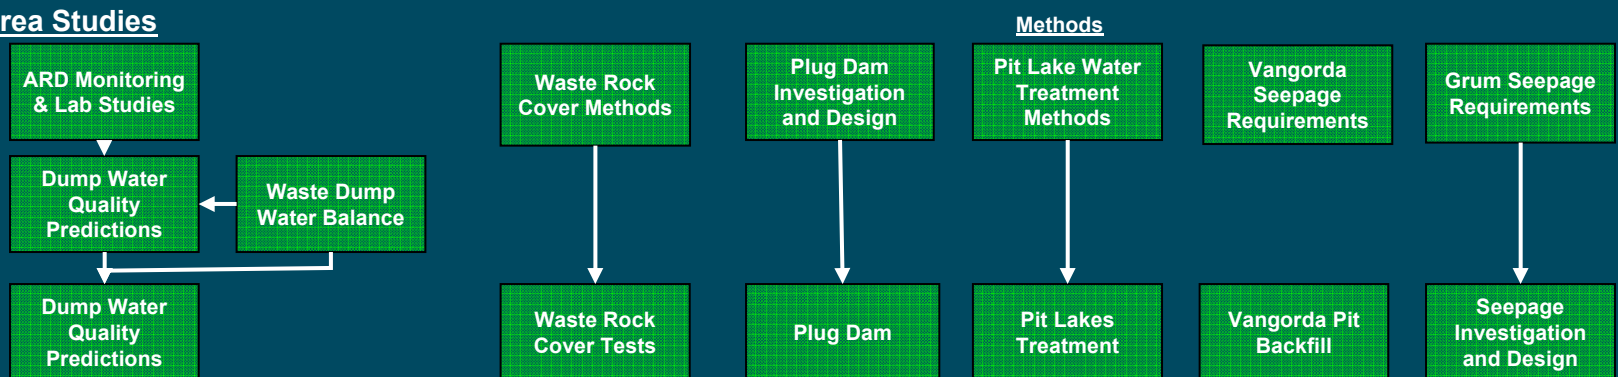 rea Studies
Methods
ARD Monitoring
& Lab Studies
Waste Rock
Cover Methods
Plug Dam
Investigation
and Design
Pit Lake Water
Treatment
Methods
Vangorda
Seepage
Requirements
Grum Seepage
Requirements
Dump Water
Quality
Predictions
Waste Dump
Water Balance
Dump Water
Quality
Predictions
Waste Rock
Cover Tests
Plug Dam
Pit Lakes
Treatment
Vangorda Pit
Backfill
Seepage
Investigation
and Design